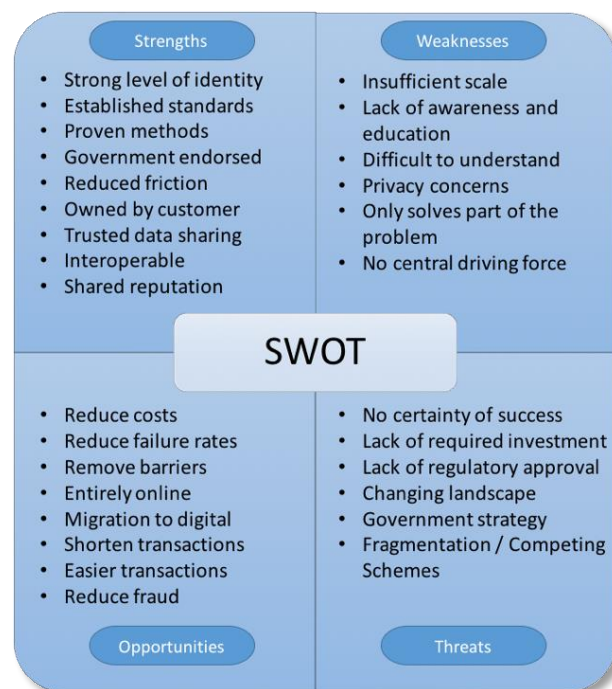 Strengths
• Strong level of identity
• Established standards
• Proven methods
• Government endorsed
• Reduced friction
• Owned by customer
• Trusted data sharing
• Interoperable
• Shared reputation
Weaknesses
• Insufficient scale
• Lack of awareness and
education
• Difficult to understand
• Privacy concerns
• Only solves part of the
problem
• No central driving force
SWOT
• Reduce costs
• Reduce failure rates
• Remove barriers
• Entirely online
• Migration to digital
• Shorten transactions
• Easier transactions
• Reduce fraud
Opportunities
• No certainty of success
• Lack of required investment
• Lack of regulatory approval
• Changing landscape
• Government strategy
• Fragmentation / Competing
Schemes
Threats